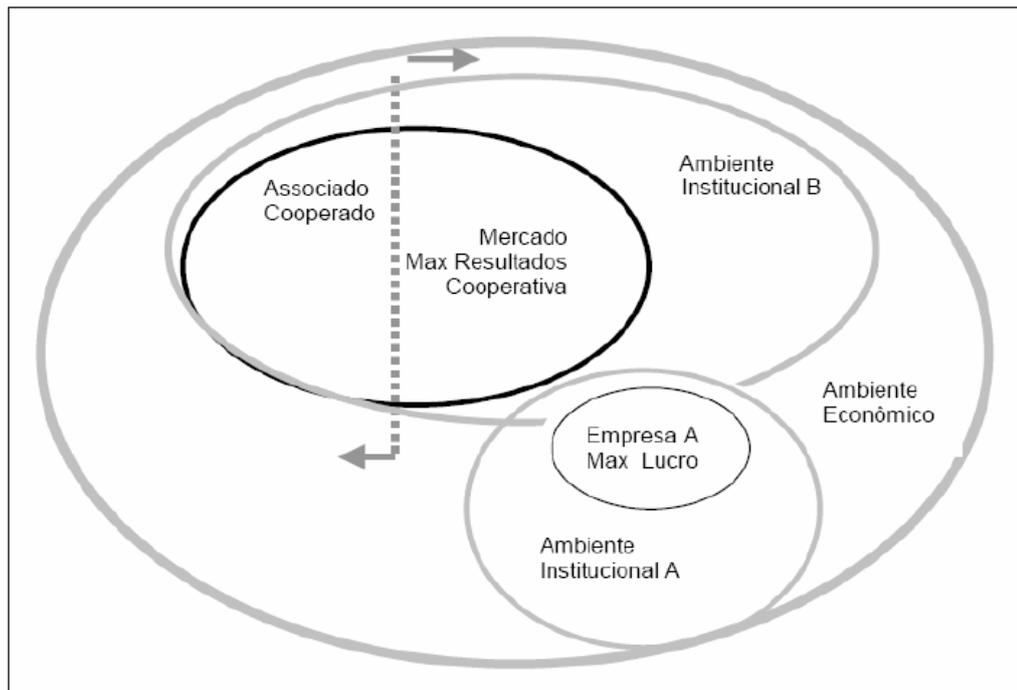 Associado
Cooperado
Mercado
Max Resultados
Cooperativa
Ambiente
Institucional B
Ambiente
Econômico
Empresa A
Max Lucro
Ambiente
Institucional A